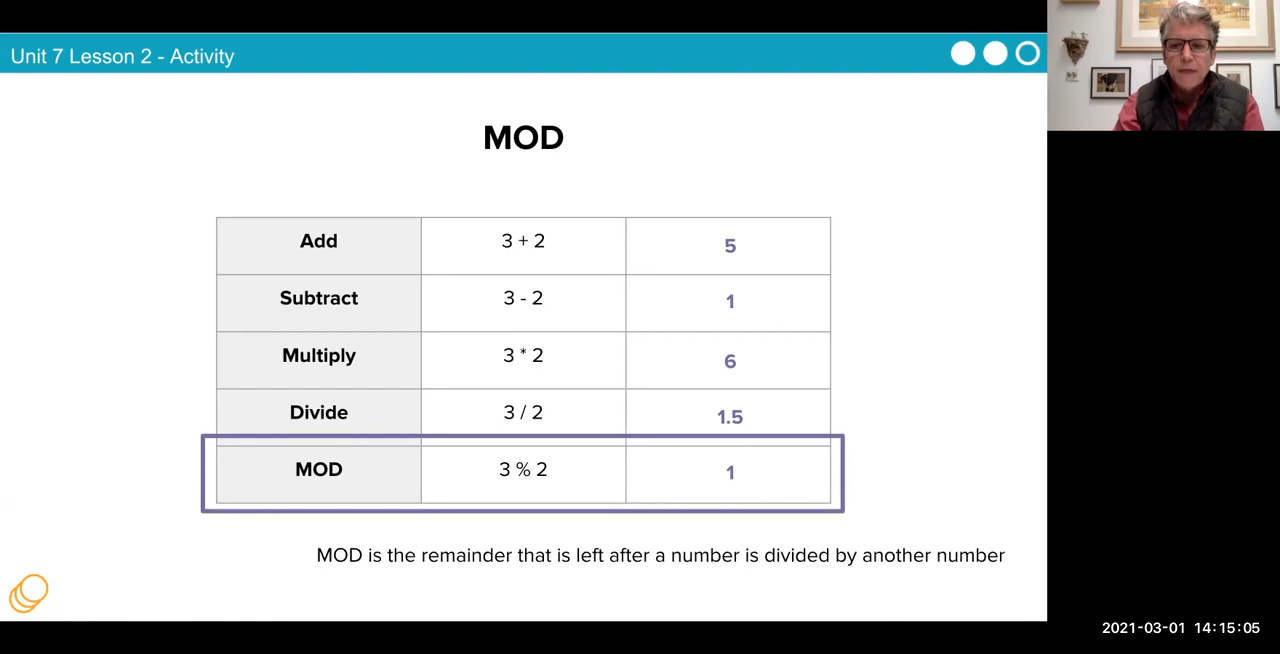 Unit 7 Lesson 2 - Activity
MOD
Add 3 + 2 5
Subtract 3 - 2 1
Multiply 3 * 2 6
Divide 3 / 2 1.5
MOD 3 % 2 1
MOD is the remainder that is left after a number is divided by another number
2021-03-01 14:15:05